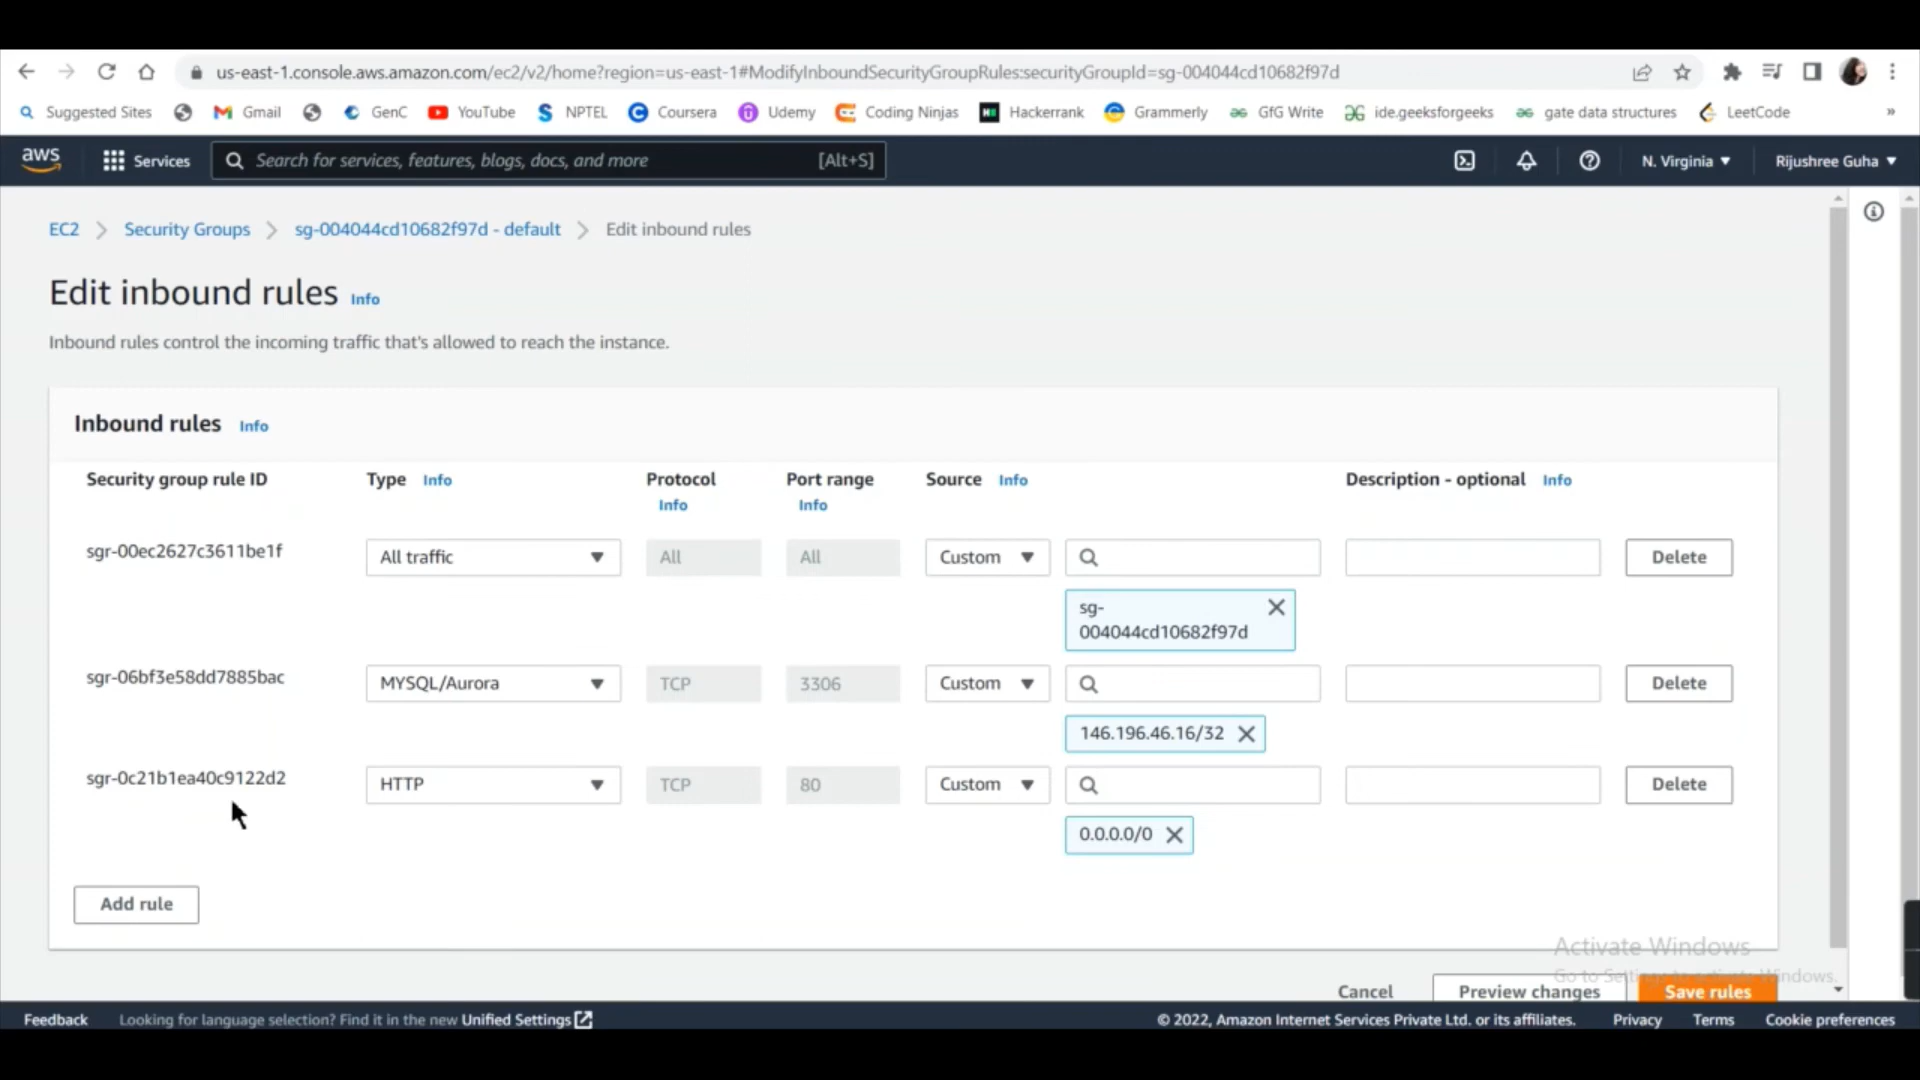 us-east-1.console.aws.amazon.com/ec2/v2/home?region=us-east-1#ModifyInboundSecurityGroupRules:securityGroupId=sg-004044cd10682f97d
Suggested Sites Gmail GenC YouTube NPTEL Coursera Udemy Coding Ninjas Hackerrank Grammerly GfG Write ide.geeksforgeeks gate data structures LeetCode »
aws Services Search for services, features, blogs, docs, and more [Alt+S] N. Virginia Rijushree Guha
EC2 Security Groups sg-004044cd10682f97d - default Edit inbound rules
Edit inbound rules Info
Inbound rules control the incoming traffic that's allowed to reach the instance.
Inbound rules Info
Security group rule ID Type Info Protocol Info Port range Info Source Info Description - optional Info
sgr-00ec2627c3611be1f All traffic All All Custom Delete
sg-
004044cd10682f97d
sgr-06bf3e58dd7885bac MYSQL/Aurora TCP 3306 Custom Delete
146.196.46.16/32
sgr-0c21b1ea40c9122d2 HTTP TCP 80 Custom Delete
0.0.0.0/0
Add rule
Activate Windows
Go to Settings to activate Windows.
Cancel Preview changes Save rules
Feedback Looking for language selection? Find it in the new Unified Settings © 2022, Amazon Internet Services Private Ltd. or its affiliates. Privacy Terms Cookie preferences